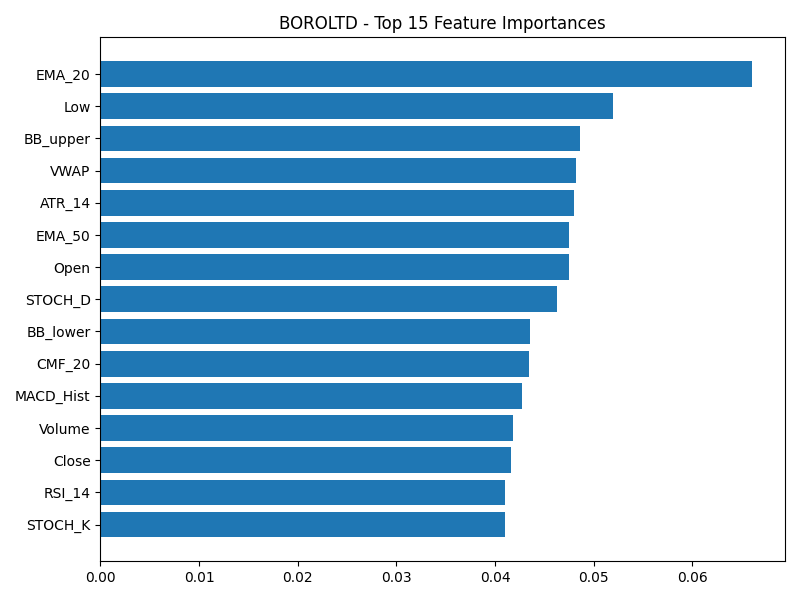 BOROLTD - Top 15 Feature Importances
EMA_20
Low
BB_upper
VWAP
ATR_14
EMA_50
Open
STOCH_D
BB_lower
CMF_20
MACD_Hist
Volume
Close
RSI_14
STOCH_K
0.00 0.01 0.02 0.03 0.04 0.05 0.06